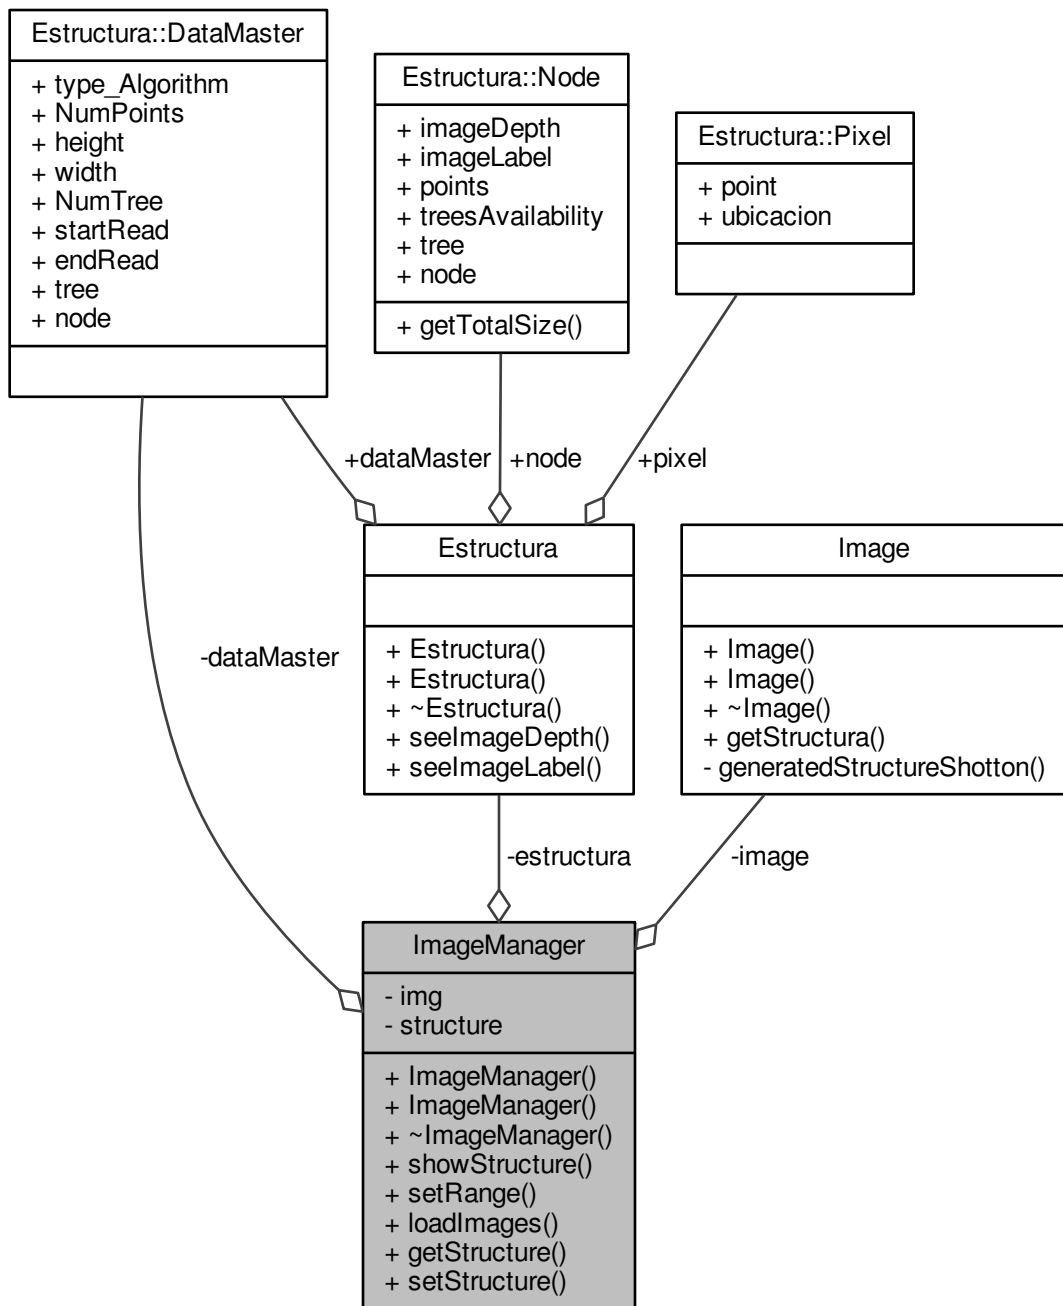 Estructura::DataMaster
+ type_Algorithm
+ NumPoints
+ height
+ width
+ NumTree
+ startRead
+ endRead
+ tree
+ node
Estructura::Node
+ imageDepth
+ imageLabel
+ points
+ treesAvailability
+ tree
+ node
+ getTotalSize()
Estructura::Pixel
+ point
+ ubicacion
+dataMaster
+node
+pixel
Estructura
+ Estructura()
+ Estructura()
+ ~Estructura()
+ seeImageDepth()
+ seeImageLabel()
Image
+ Image()
+ Image()
+ ~Image()
+ getStructura()
- generatedStructureShotton()
-dataMaster
-estructura
-image
ImageManager
- img
- structure
+ ImageManager()
+ ImageManager()
+ ~ImageManager()
+ showStructure()
+ setRange()
+ loadImages()
+ getStructure()
+ setStructure()